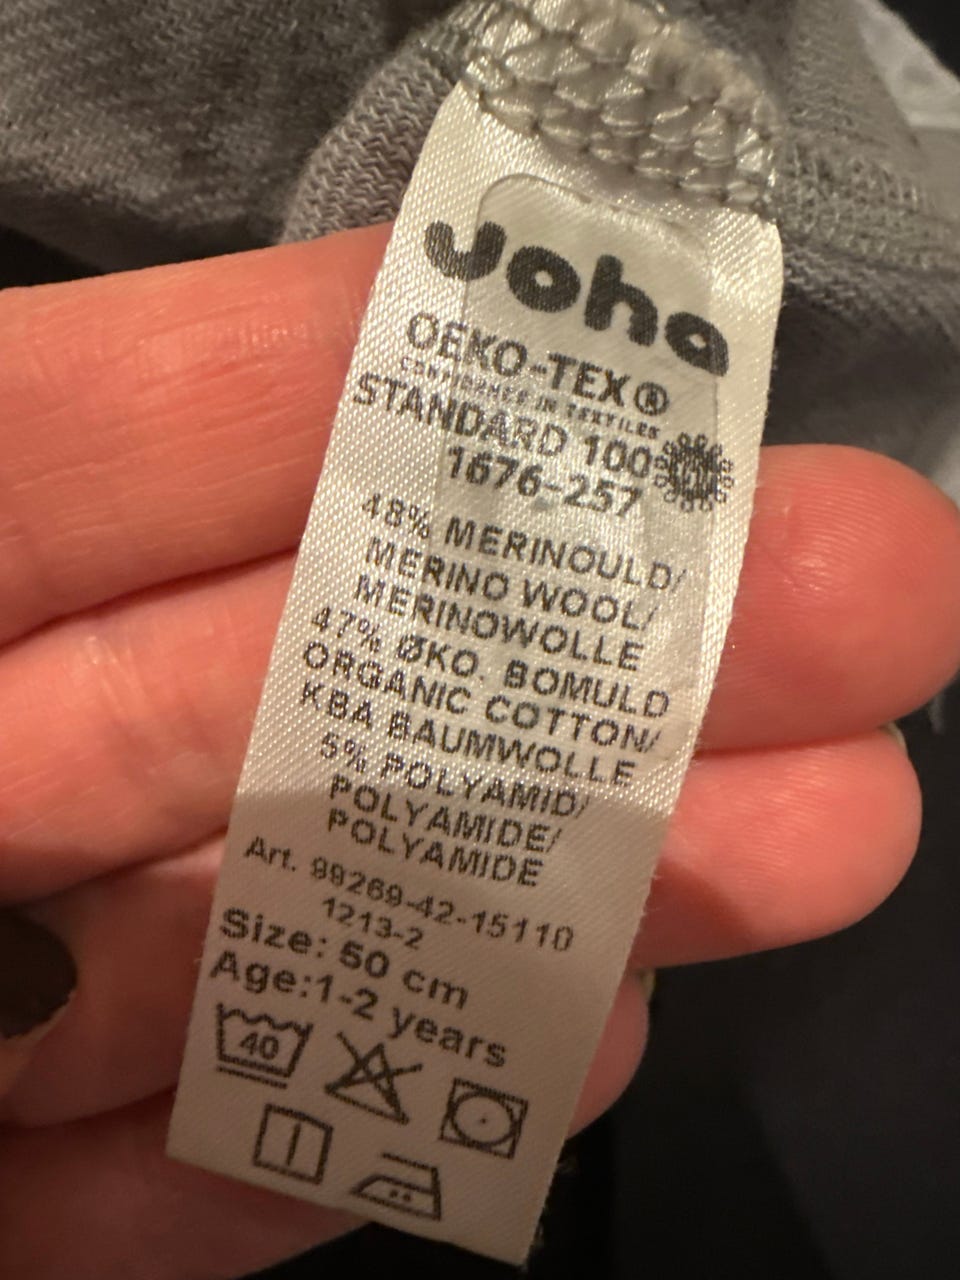 Joha
OEKO-TEX®
CONFIDENCE IN TEXTILES
STANDARD 100
1676-257
48% MERINOULD/
MERINO WOOL/
MERINOWOLLE
47% ØKO. BOMULD
ORGANIC COTTON/
KBA BAUMWOLLE
5% POLYAMID/
POLYAMIDE/
POLYAMIDE
Art. 99269-42-15110
1213-2
Size: 50 cm
Age:1-2 years
40